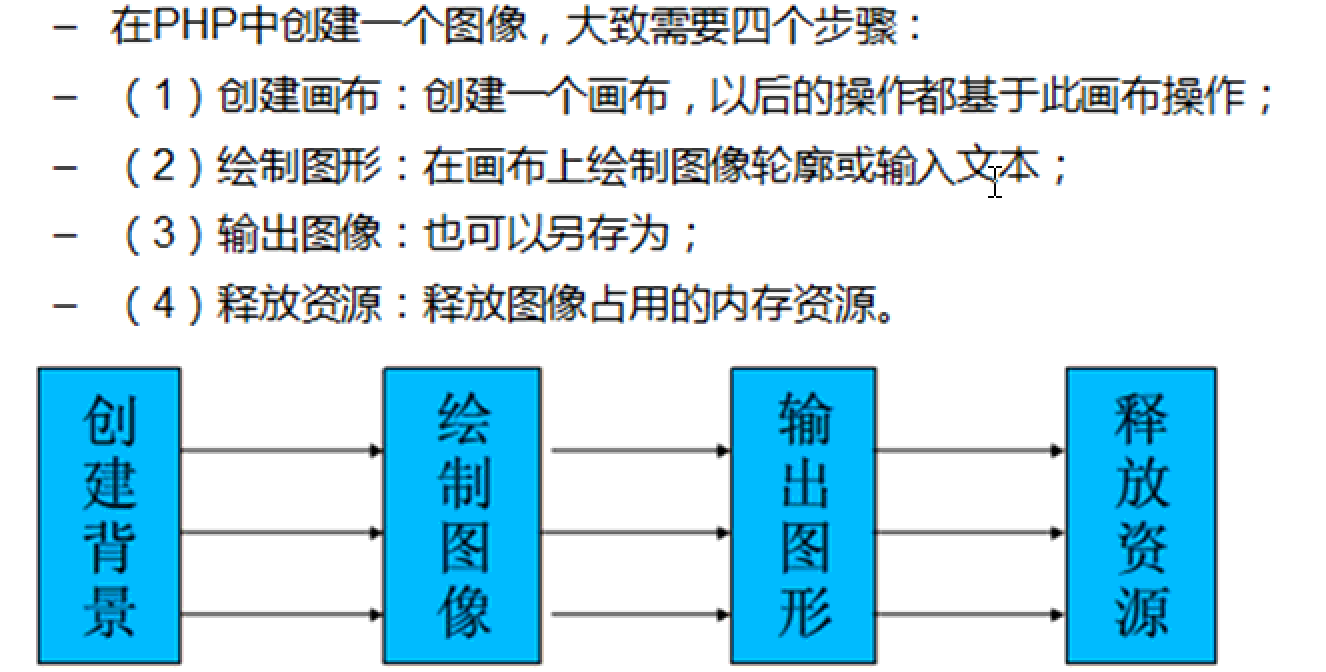 – 在PHP中创建一个图像，大致需要四个步骤：
– （1）创建画布：创建一个画布，以后的操作都基于此画布操作；
– （2）绘制图形：在画布上绘制图像轮廓或输入文本；
– （3）输出图像：也可以另存为；
– （4）释放资源：释放图像占用的内存资源。
创建背景
绘制图像
输出图形
释放资源